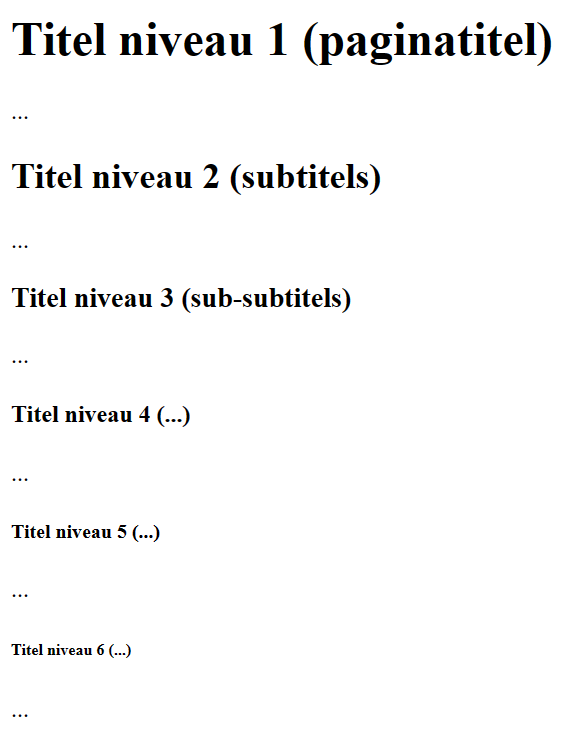 Titel niveau 1 (paginatitel)
...
Titel niveau 2 (subtitels)
...
Titel niveau 3 (sub-subtitels)
...
Titel niveau 4 (...)
...
Titel niveau 5 (...)
...
Titel niveau 6 (...)
...